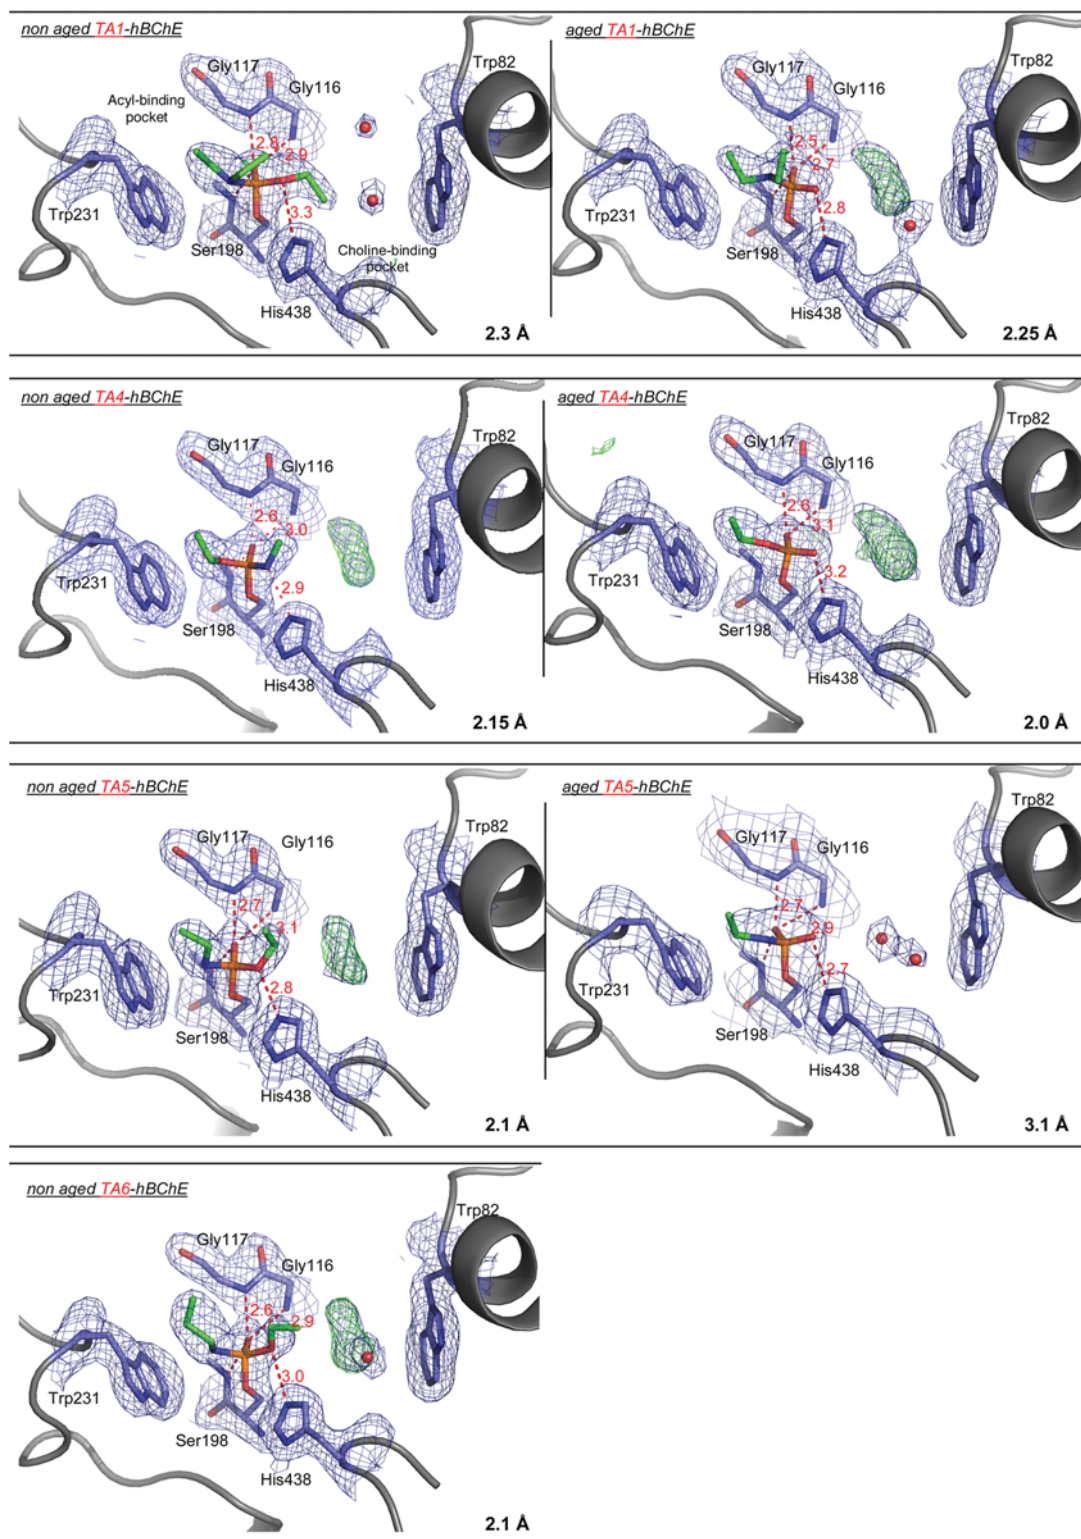 non aged TA1-hBChE
Gly117
Gly116
Trp82
Acyl-binding
pocket
2.8
2.9
Trp231
3.3
Ser198
Choline-binding
pocket
His438
2.3 Å
aged TA1-hBChE
Trp82
Gly117
Gly116
2.5
2.7
Trp231
2.8
Ser198
His438
2.25 Å
non aged TA4-hBChE
Trp82
Gly117
Gly116
2.6
3.0
Trp231
2.9
Ser198
His438
2.15 Å
aged TA4-hBChE
Trp82
Gly117
Gly116
2.6
3.1
Trp231
3.2
Ser198
His438
2.0 Å
non aged TA5-hBChE
Trp82
Gly117
Gly116
2.7
3.1
Trp231
2.8
Ser198
His438
2.1 Å
aged TA5-hBChE
Trp82
Gly117
Gly116
2.7
2.9
Trp231
2.7
Ser198
His438
3.1 Å
non aged TA6-hBChE
Trp82
Gly117
Gly116
2.6
2.9
Trp231
3.0
Ser198
His438
2.1 Å